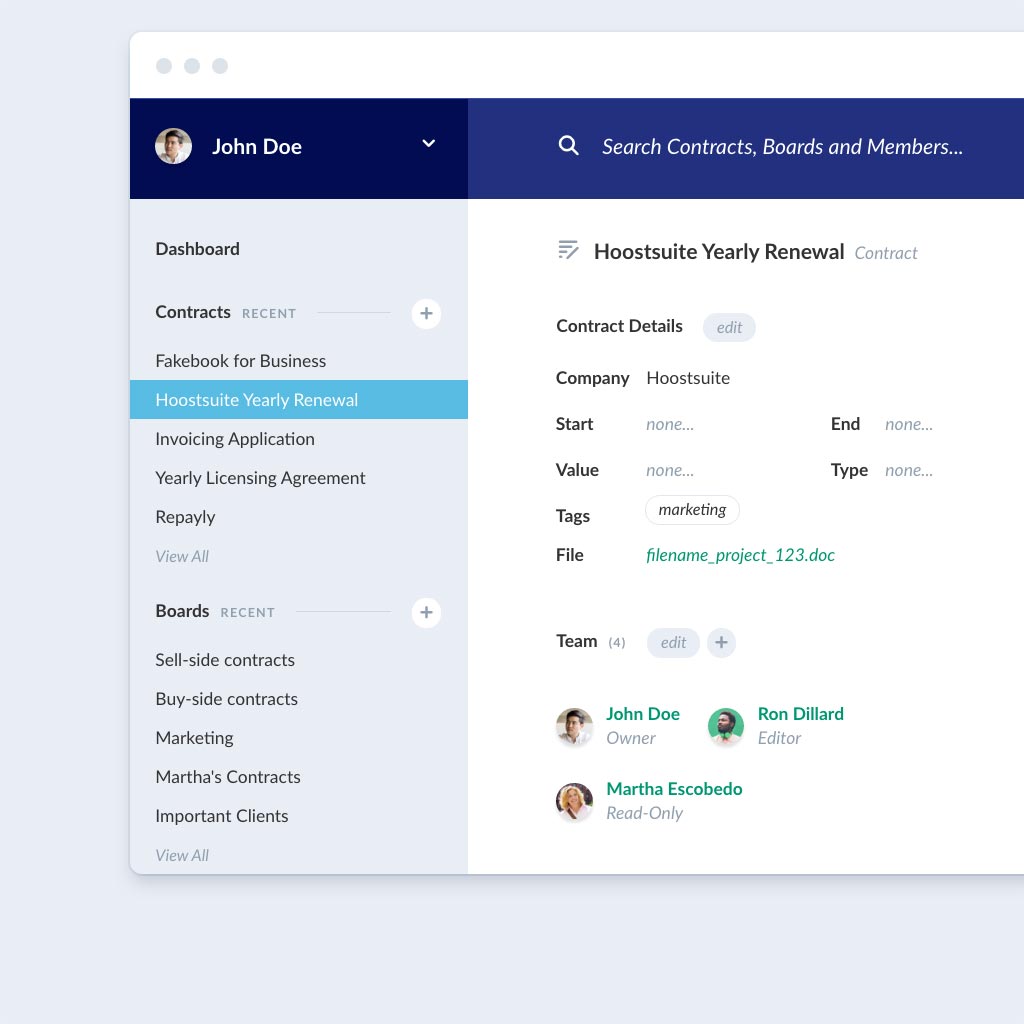 John Doe
Search Contracts, Boards and Members...
Dashboard
Contracts RECENT
Fakebook for Business
Hoostsuite Yearly Renewal
Invoicing Application
Yearly Licensing Agreement
Repayly
View All
Boards RECENT
Sell-side contracts
Buy-side contracts
Marketing
Martha's Contracts
Important Clients
View All
Hoostsuite Yearly Renewal Contract
Contract Details edit
Company Hoostsuite
Start none... End none...
Value none... Type none...
Tags marketing
File filename_project_123.doc
Team (4) edit
John Doe Ron Dillard
Owner Editor
Martha Escobedo
Read-Only